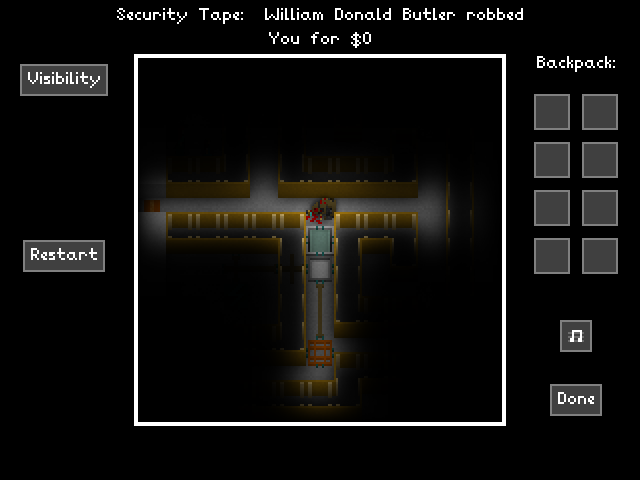 Security Tape:  William Donald Butler robbed
You for $0
Visibility
Backpack:
Restart
Done